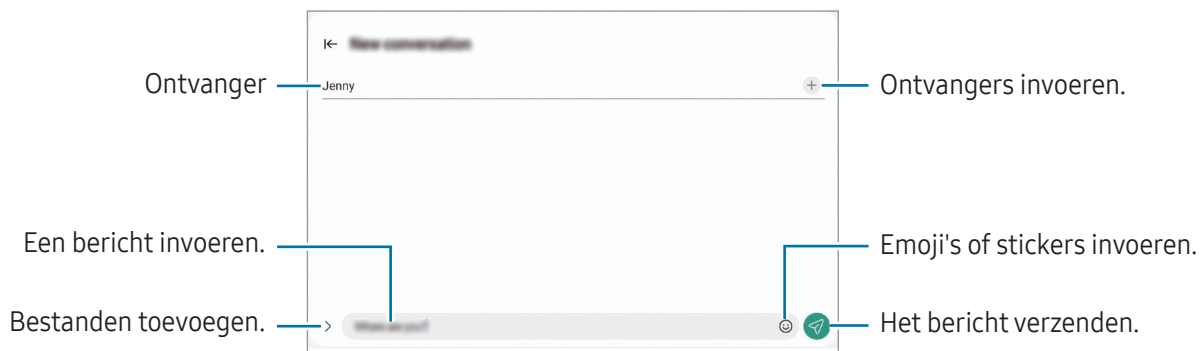 Ontvanger
Jenny
Ontvangers invoeren.
Een bericht invoeren.
Emoji's of stickers invoeren.
Bestanden toevoegen.
Het bericht verzenden.